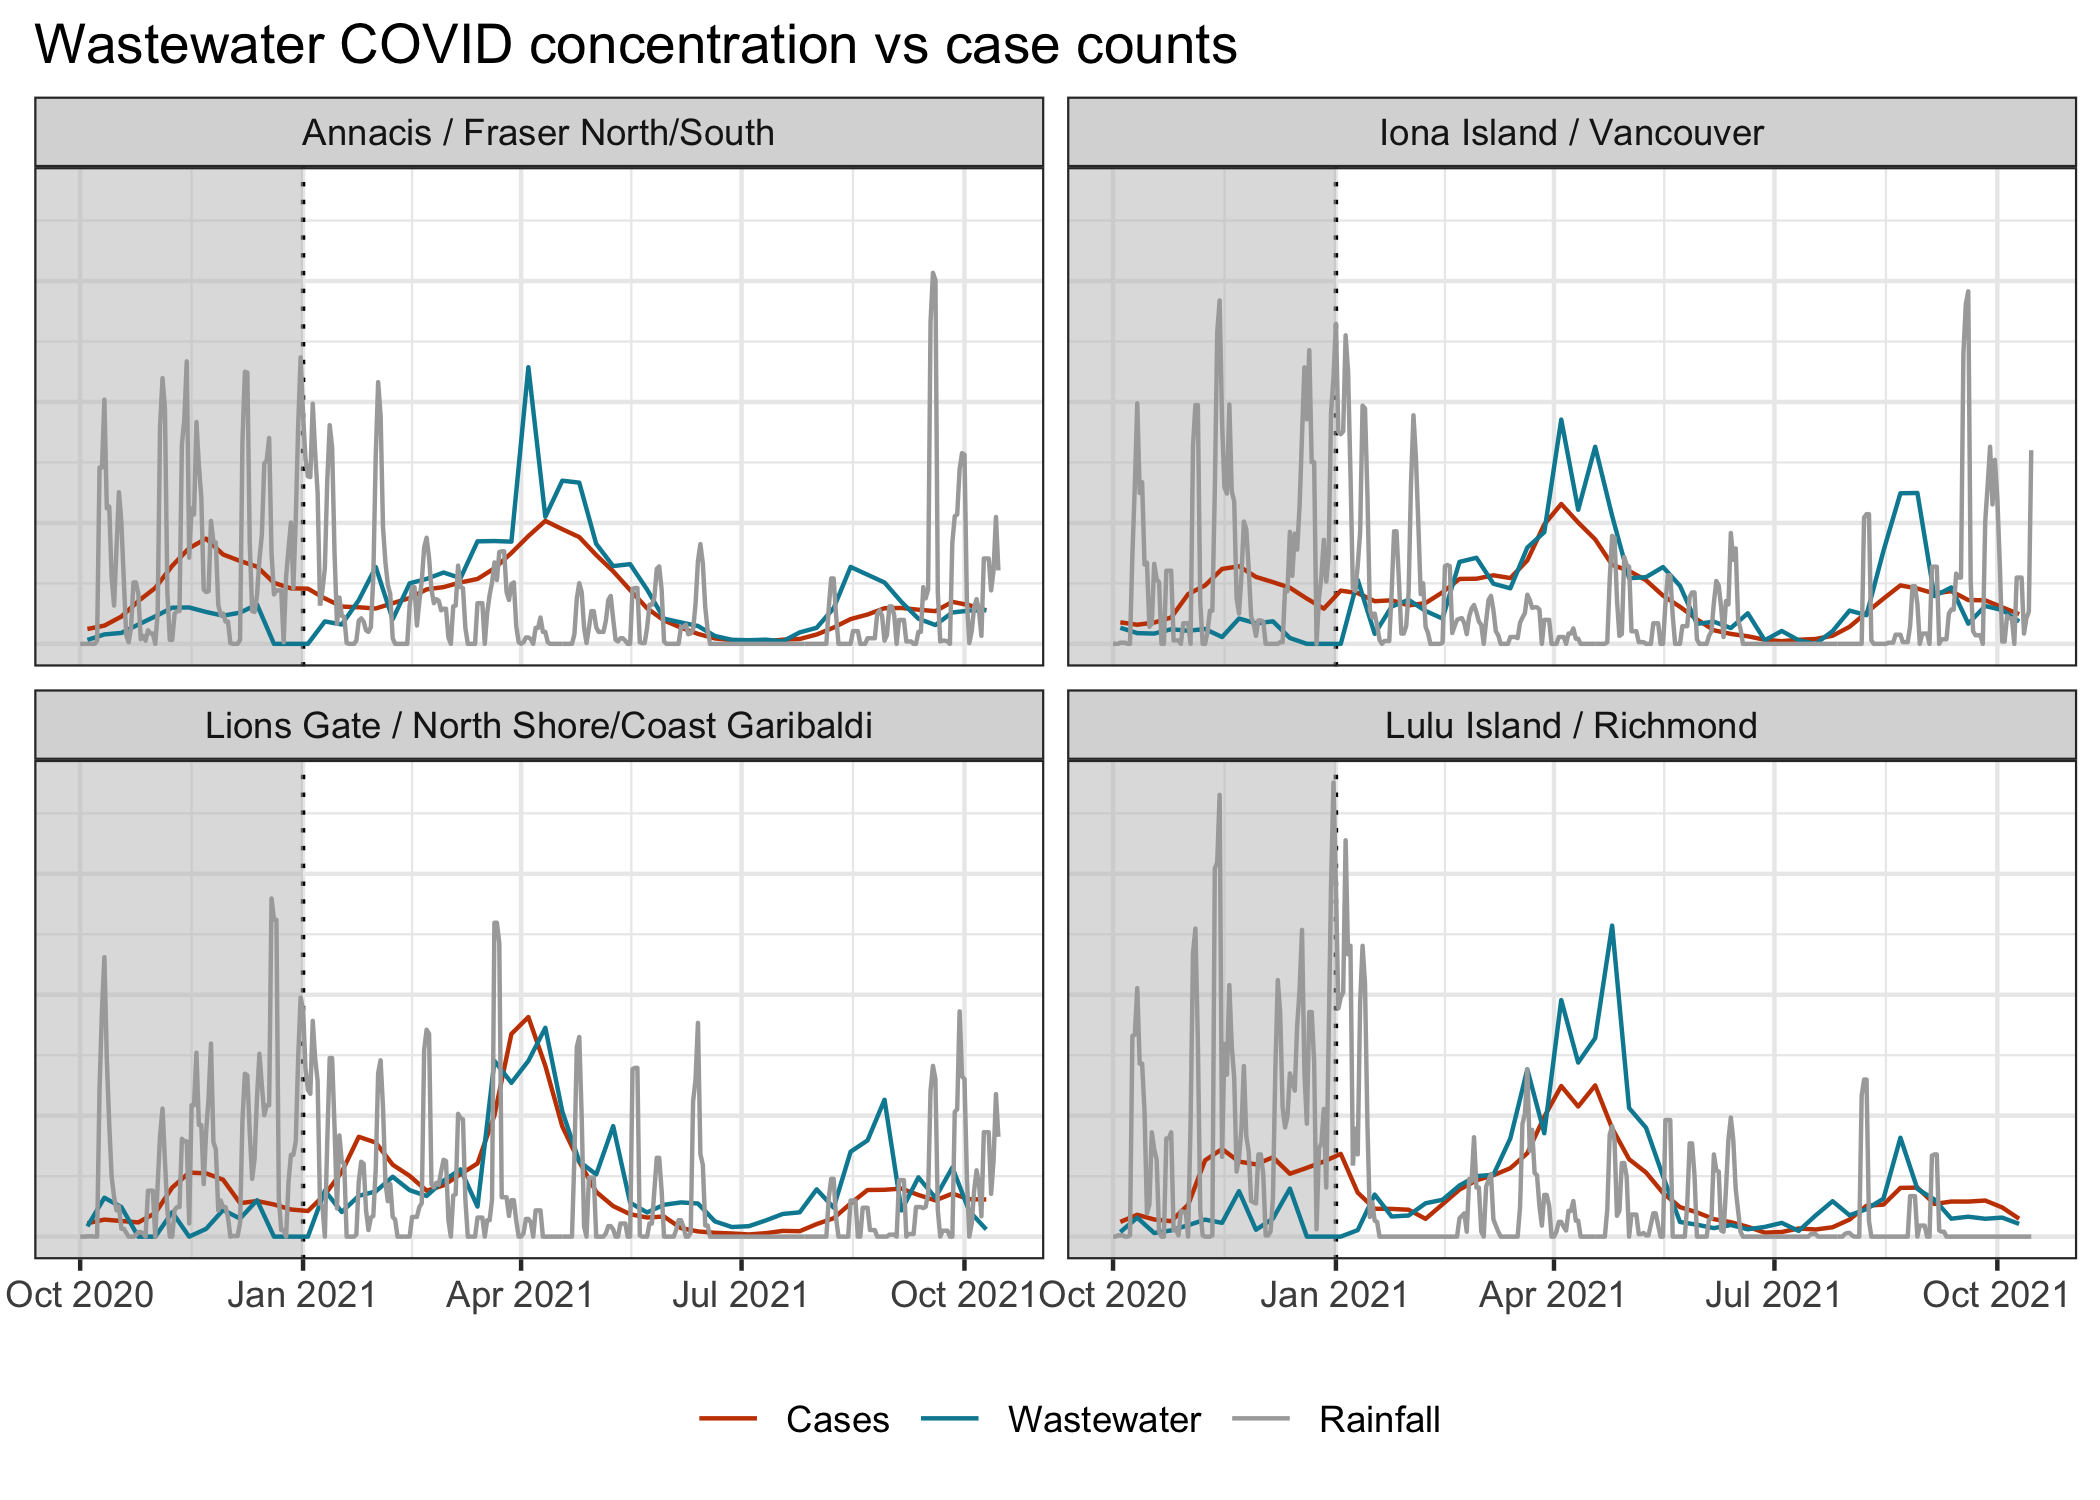 Wastewater COVID concentration vs case counts
Annacis / Fraser North/South
Iona Island / Vancouver
Lions Gate / North Shore/Coast Garibaldi
Lulu Island / Richmond
Oct 2020 Jan 2021 Apr 2021 Jul 2021 Oct 2021 Oct 2020 Jan 2021 Apr 2021 Jul 2021 Oct 2021
Cases Wastewater Rainfall